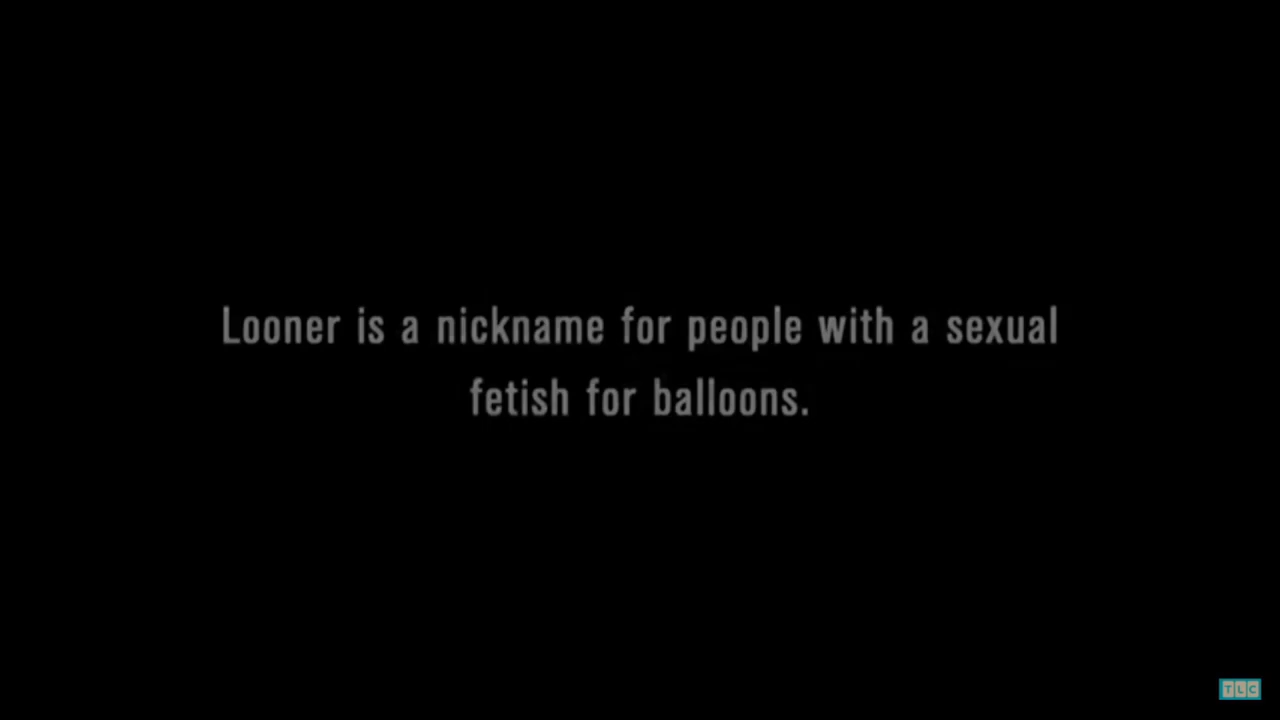 Looner is a nickname for people with a sexual
fetish for balloons.
TLC